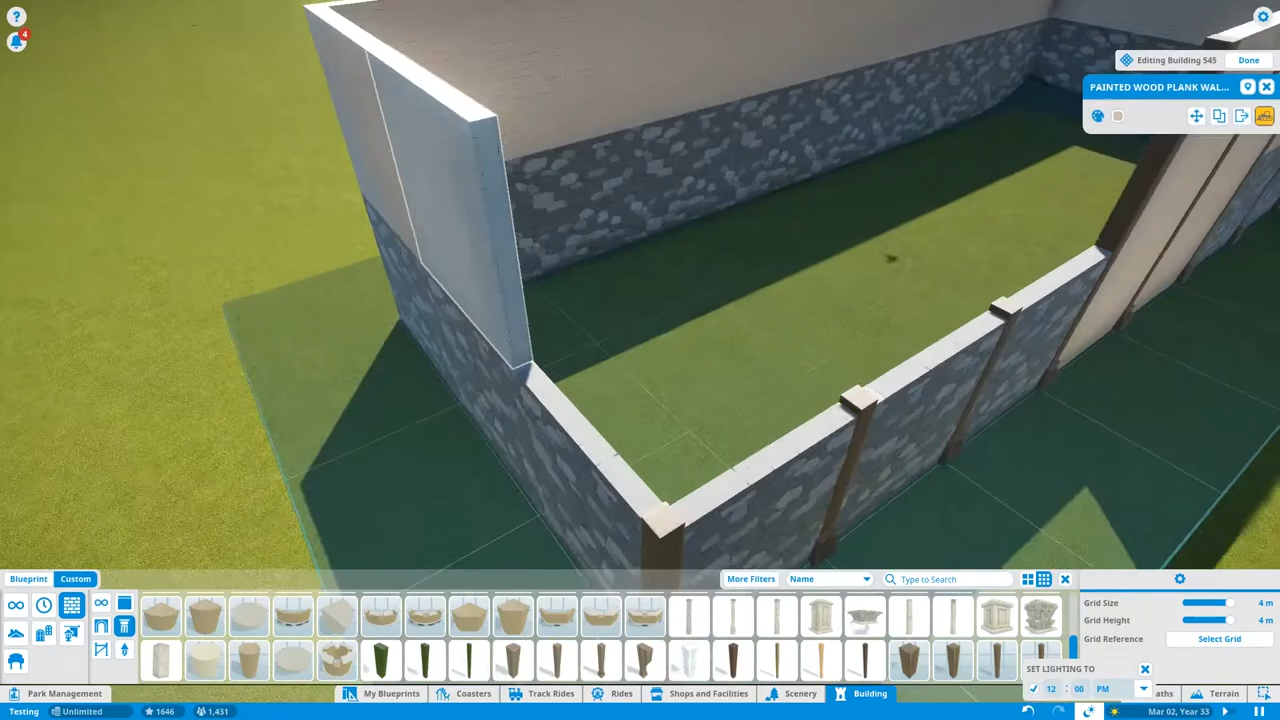 ?
4
Editing Building 545 Done
PAINTED WOOD PLANK WAL...
Blueprint Custom More Filters Name Type to Search
Grid Size 4 m
Grid Height 4 m
Grid Reference Select Grid
SET LIGHTING TO
12 : 00 PM
Park Management My Blueprints Coasters Track Rides Rides Shops and Facilities Scenery Building aths Terrain
Testing Unlimited 1646 1,431 Mar 02, Year 33